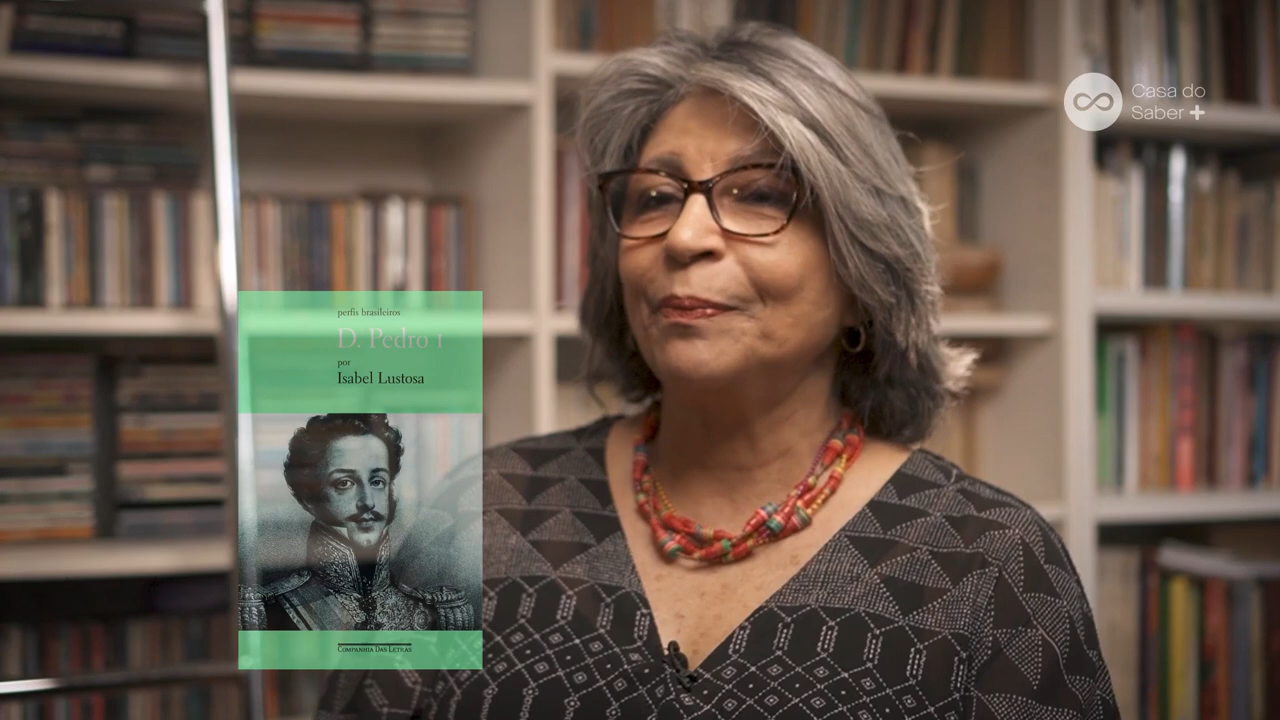 perfis brasileiros
D. Pedro I
por
Isabel Lustosa
Companhia Das Letras
Casa do
Saber +